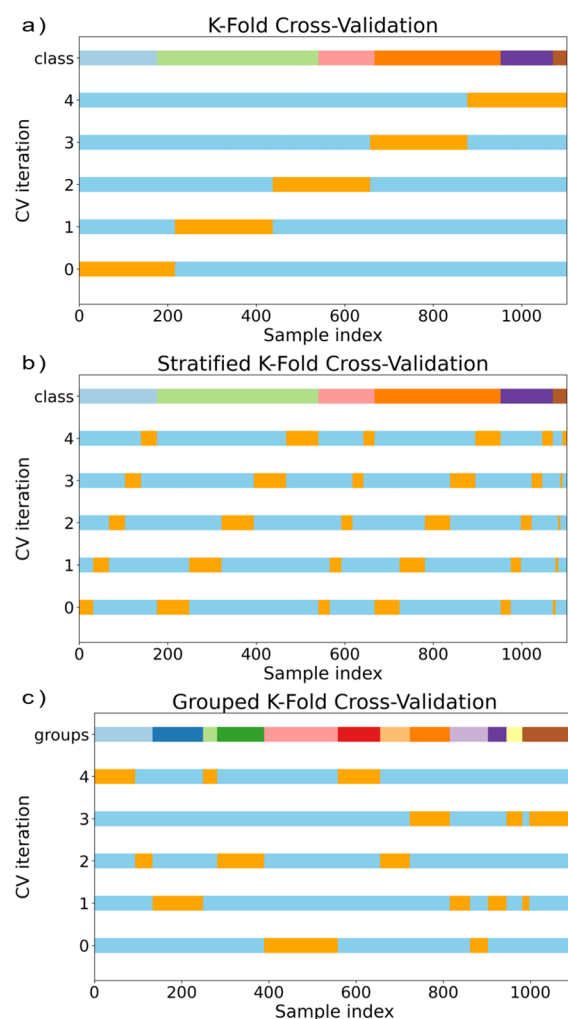 a) K-Fold Cross-Validation
class
4
3
2
1
0
CV iteration
0 200 400 600 800 1000
Sample index
b) Stratified K-Fold Cross-Validation
class
4
3
2
1
0
CV iteration
0 200 400 600 800 1000
Sample index
c) Grouped K-Fold Cross-Validation
groups
4
3
2
1
0
CV iteration
0 200 400 600 800 1000
Sample index